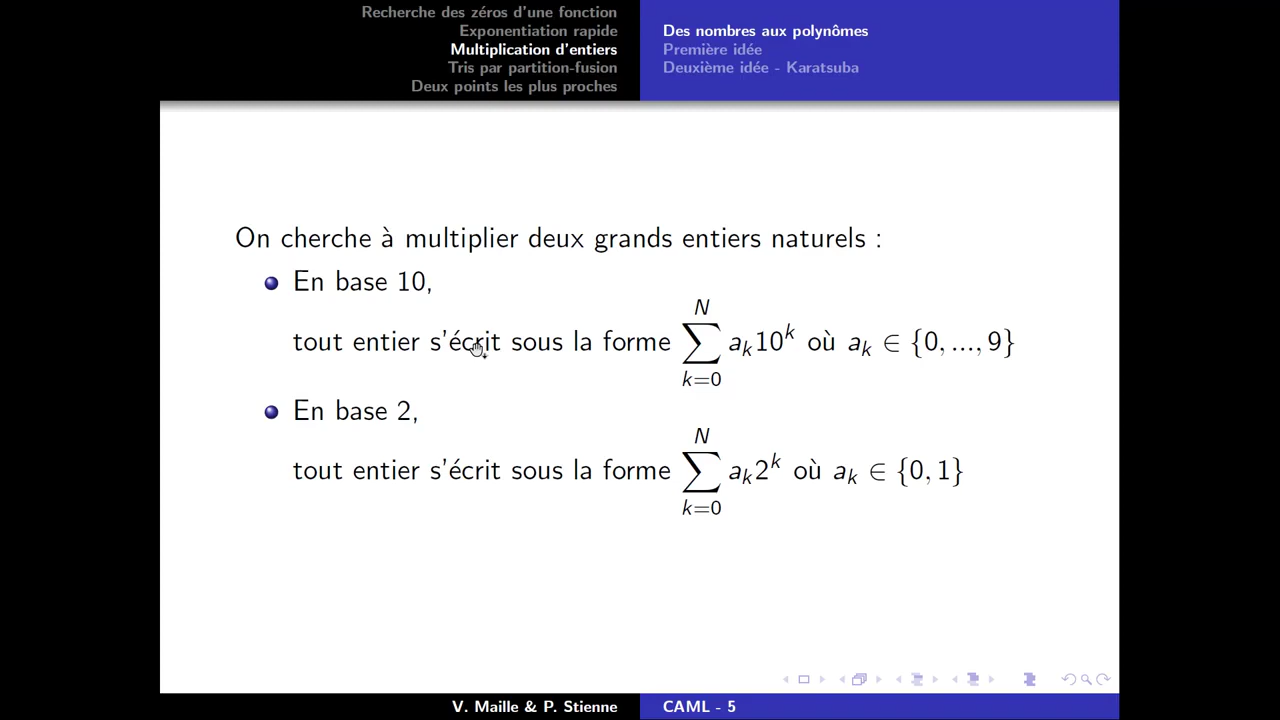 Recherche des zéros d'une fonction
Exponentiation rapide
Multiplication d'entiers
Tris par partition-fusion
Deux points les plus proches
Des nombres aux polynômes
Première idée
Deuxième idée - Karatsuba
On cherche à multiplier deux grands entiers naturels :
En base 10,
tout entier s'écrit sous la forme ∑_{k=0}^{N} a_k 10^k où a_k ∈ {0, ..., 9}
En base 2,
tout entier s'écrit sous la forme ∑_{k=0}^{N} a_k 2^k où a_k ∈ {0, 1}
V. Maille & P. Stienne
CAML - 5